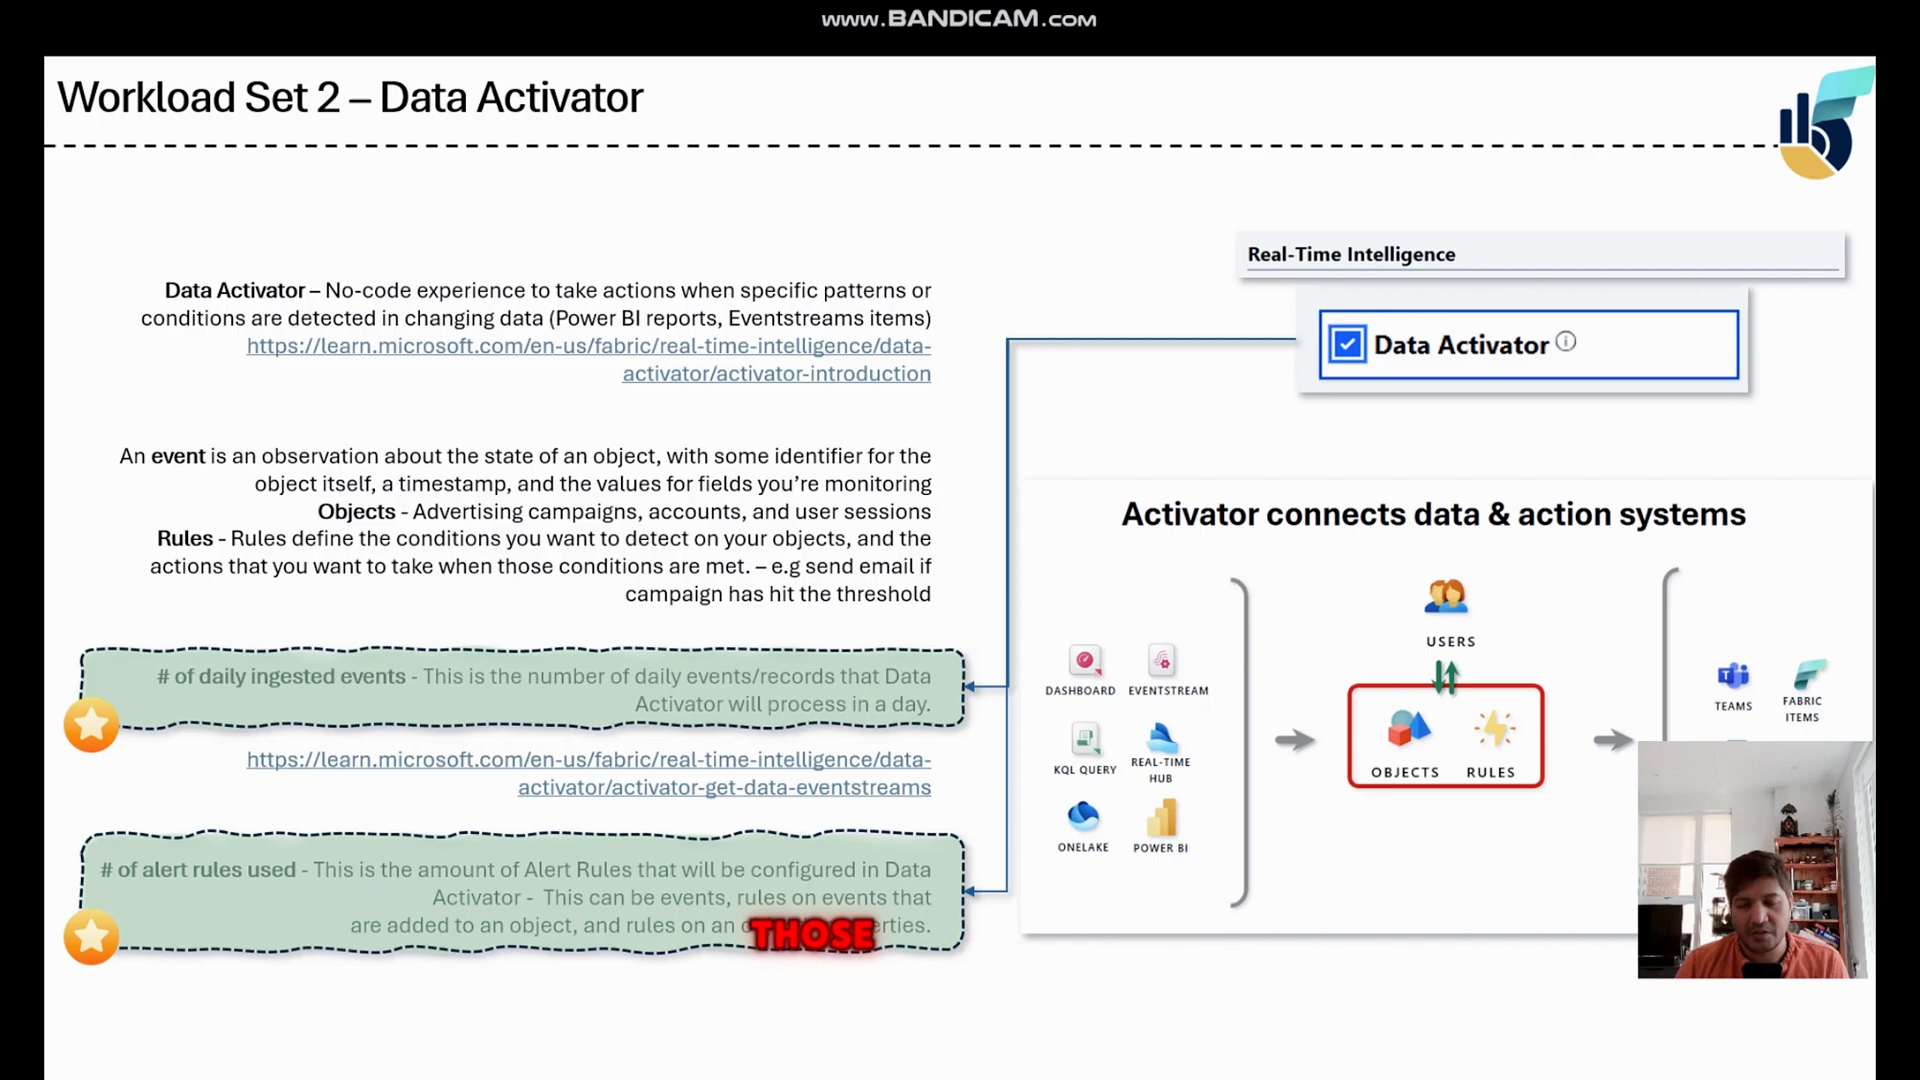 www.BANDICAM.com
Workload Set 2 – Data Activator
Real-Time Intelligence
Data Activator
Data Activator – No-code experience to take actions when specific patterns or
conditions are detected in changing data (Power BI reports, Eventstreams items)
https://learn.microsoft.com/en-us/fabric/real-time-intelligence/data-
activator/activator-introduction
An event is an observation about the state of an object, with some identifier for the
object itself, a timestamp, and the values for fields you're monitoring
Objects - Advertising campaigns, accounts, and user sessions
Rules - Rules define the conditions you want to detect on your objects, and the
actions that you want to take when those conditions are met. – e.g send email if
campaign has hit the threshold
# of daily ingested events - This is the number of daily events/records that Data
Activator will process in a day.
https://learn.microsoft.com/en-us/fabric/real-time-intelligence/data-
activator/activator-get-data-eventstreams
# of alert rules used - This is the amount of Alert Rules that will be configured in Data
Activator - This can be events, rules on events that
are added to an object, and rules on an
THOSE
Activator connects data & action systems
DASHBOARD
EVENTSTREAM
KQL QUERY
REAL-TIME
HUB
ONELAKE
POWER BI
USERS
OBJECTS
RULES
TEAMS
FABRIC
ITEMS